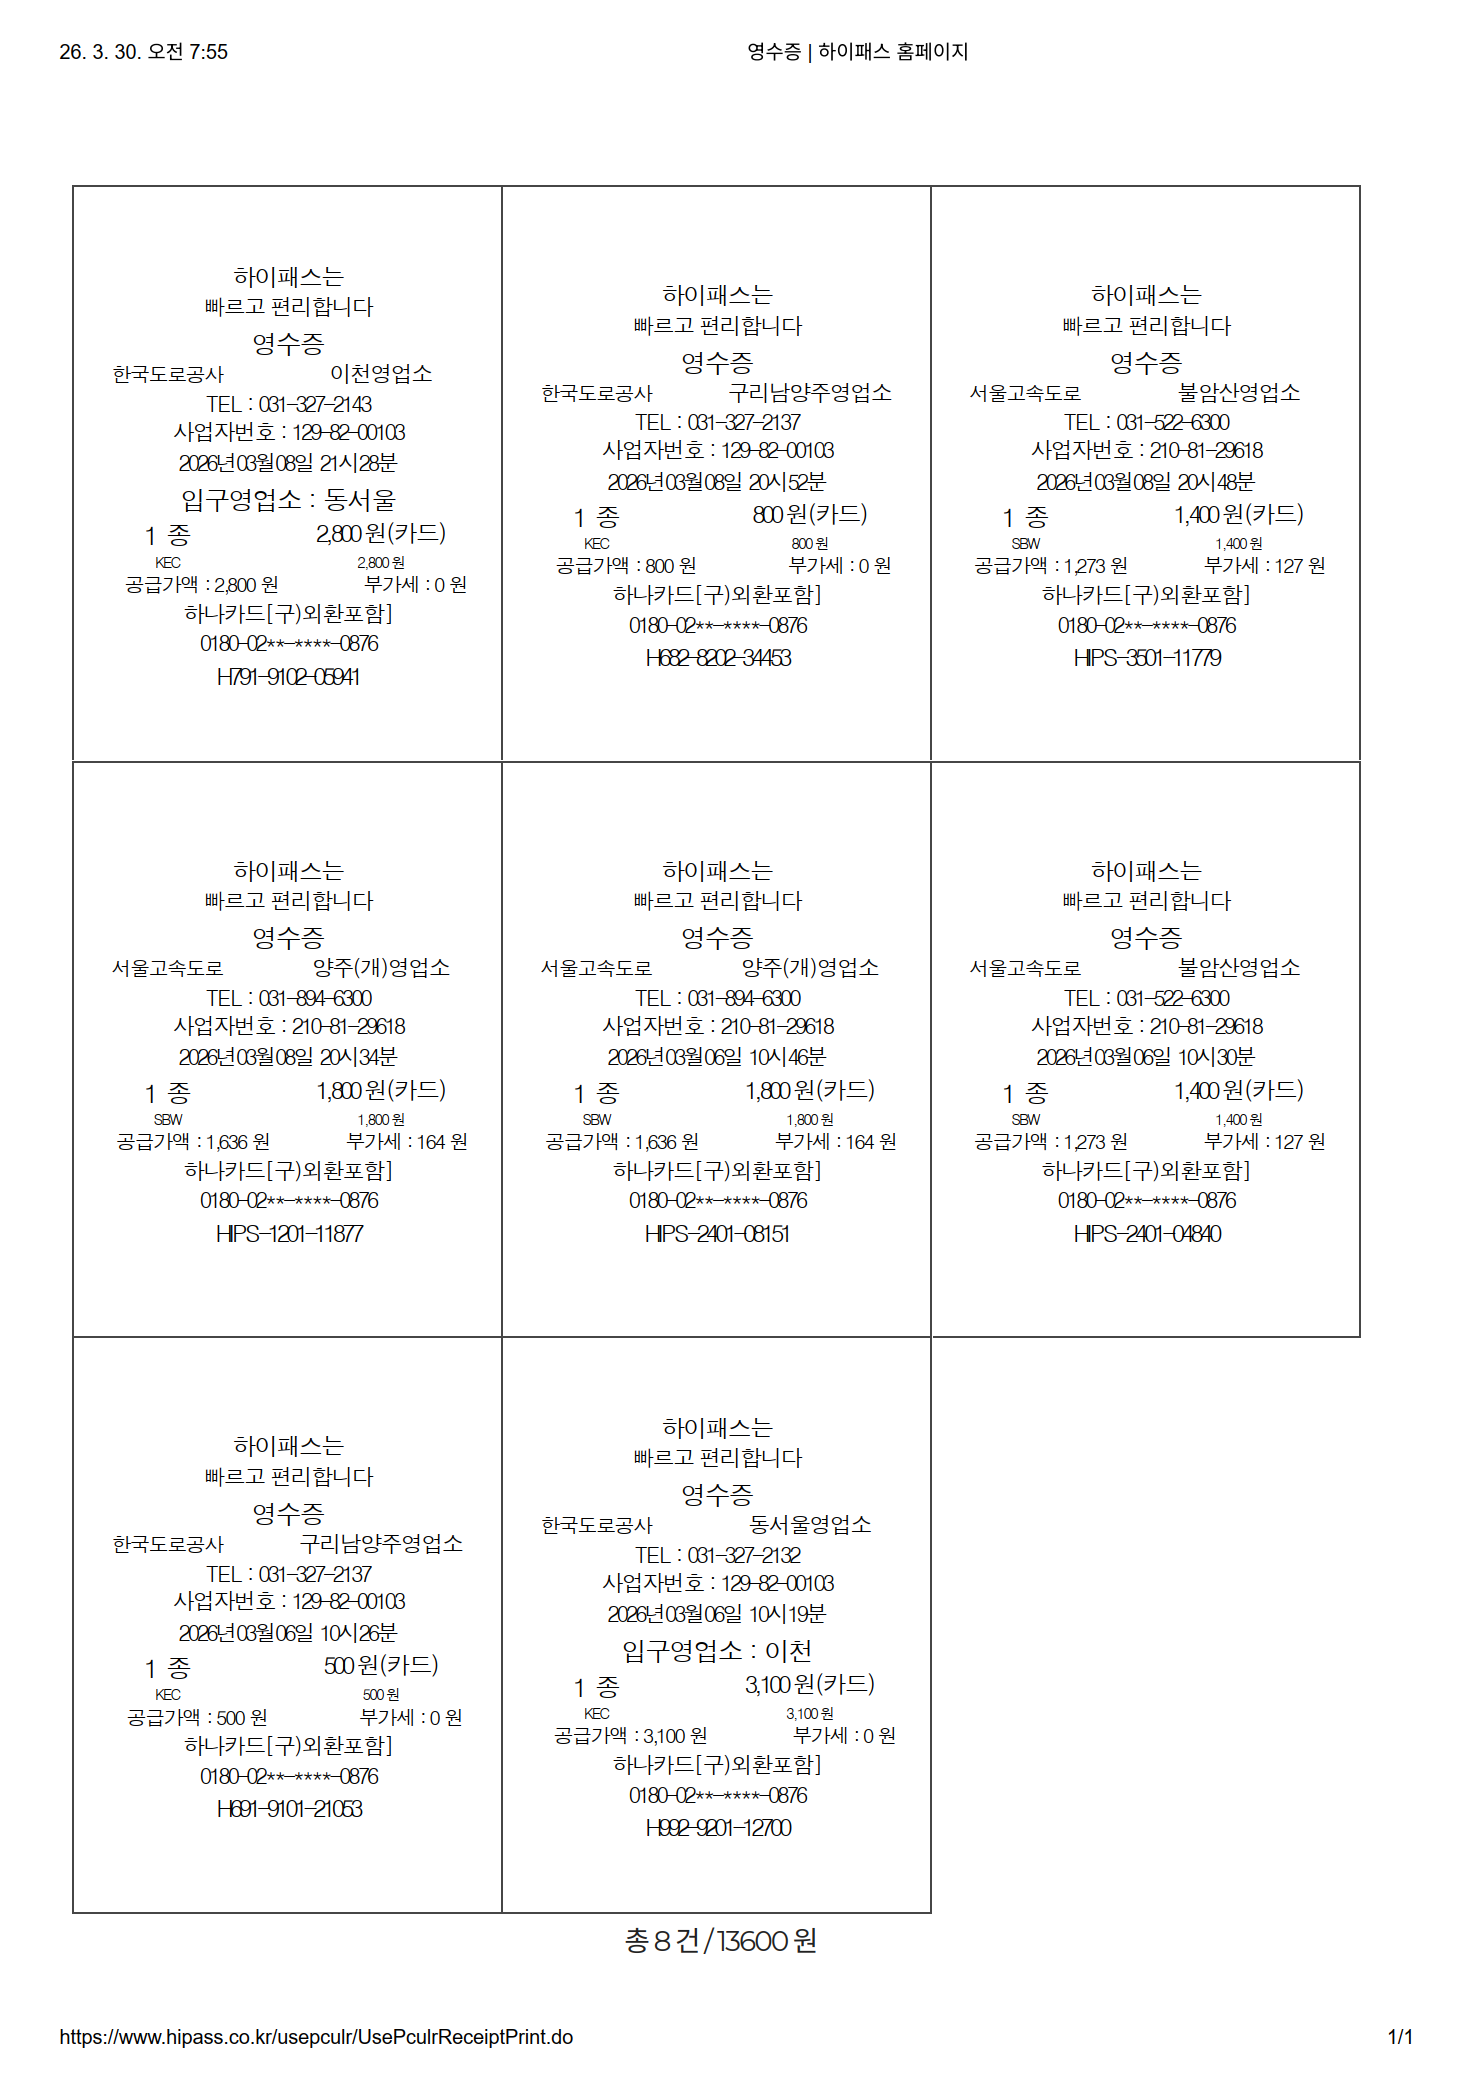 26. 3. 30. 오전 7:55 영수증 | 하이패스 홈페이지
하이패스는
빠르고 편리합니다
영수증
한국도로공사 이천영업소
TEL : 031-327-2143
사업자번호 : 129-82-00103
2026년03월08일 21시28분
입구영업소 : 동서울
1 종 2,800원(카드)
KEC 2,800 원
공급가액 : 2,800 원 부가세 : 0 원
하나카드[구)외환포함]
0180-02**-****-0876
H791-9102-05941
하이패스는
빠르고 편리합니다
영수증
한국도로공사 구리남양주영업소
TEL : 031-327-2137
사업자번호 : 129-82-00103
2026년03월08일 20시52분
1 종 800원(카드)
KEC 800 원
공급가액 : 800 원 부가세 : 0 원
하나카드[구)외환포함]
0180-02**-****-0876
H682-8202-34453
하이패스는
빠르고 편리합니다
영수증
서울고속도로 불암산영업소
TEL : 031-522-6300
사업자번호 : 210-81-29618
2026년03월08일 20시48분
1 종 1,400원(카드)
SBW 1,400 원
공급가액 : 1,273 원 부가세 : 127 원
하나카드[구)외환포함]
0180-02**-****-0876
HIPS-3501-11779
하이패스는
빠르고 편리합니다
영수증
서울고속도로 양주(개)영업소
TEL : 031-894-6300
사업자번호 : 210-81-29618
2026년03월08일 20시34분
1 종 1,800원(카드)
SBW 1,800 원
공급가액 : 1,636 원 부가세 : 164 원
하나카드[구)외환포함]
0180-02**-****-0876
HIPS-1201-11877
하이패스는
빠르고 편리합니다
영수증
서울고속도로 양주(개)영업소
TEL : 031-894-6300
사업자번호 : 210-81-29618
2026년03월06일 10시46분
1 종 1,800원(카드)
SBW 1,800 원
공급가액 : 1,636 원 부가세 : 164 원
하나카드[구)외환포함]
0180-02**-****-0876
HIPS-2401-08151
하이패스는
빠르고 편리합니다
영수증
서울고속도로 불암산영업소
TEL : 031-522-6300
사업자번호 : 210-81-29618
2026년03월06일 10시30분
1 종 1,400원(카드)
SBW 1,400 원
공급가액 : 1,273 원 부가세 : 127 원
하나카드[구)외환포함]
0180-02**-****-0876
HIPS-2401-04840
하이패스는
빠르고 편리합니다
영수증
한국도로공사 구리남양주영업소
TEL : 031-327-2137
사업자번호 : 129-82-00103
2026년03월06일 10시26분
1 종 500원(카드)
KEC 500 원
공급가액 : 500 원 부가세 : 0 원
하나카드[구)외환포함]
0180-02**-****-0876
H691-9101-21053
하이패스는
빠르고 편리합니다
영수증
한국도로공사 동서울영업소
TEL : 031-327-2132
사업자번호 : 129-82-00103
2026년03월06일 10시19분
입구영업소 : 이천
1 종 3,100원(카드)
KEC 3,100 원
공급가액 : 3,100 원 부가세 : 0 원
하나카드[구)외환포함]
0180-02**-****-0876
H992-9201-12700
총 8 건 / 13600 원
https://www.hipass.co.kr/usepculr/UsePculrReceiptPrint.do 1/1